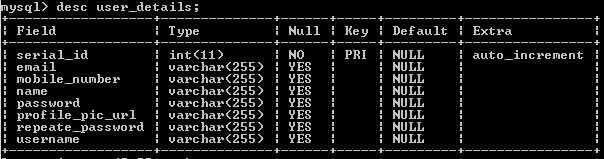 mysql> desc user_details;
+-----------------+--------------+------+-----+---------+----------------+
| Field           | Type         | Null | Key | Default | Extra          |
+-----------------+--------------+------+-----+---------+----------------+
| serial_id       | int(11)      | NO   | PRI | NULL    | auto_increment |
| email           | varchar(255) | YES  |     | NULL    |                |
| mobile_number   | varchar(255) | YES  |     | NULL    |                |
| name            | varchar(255) | YES  |     | NULL    |                |
| password        | varchar(255) | YES  |     | NULL    |                |
| profile_pic_url | varchar(255) | YES  |     | NULL    |                |
| repeate_password | varchar(255) | YES  |     | NULL    |                |
| username        | varchar(255) | YES  |     | NULL    |                |
+-----------------+--------------+------+-----+---------+----------------+